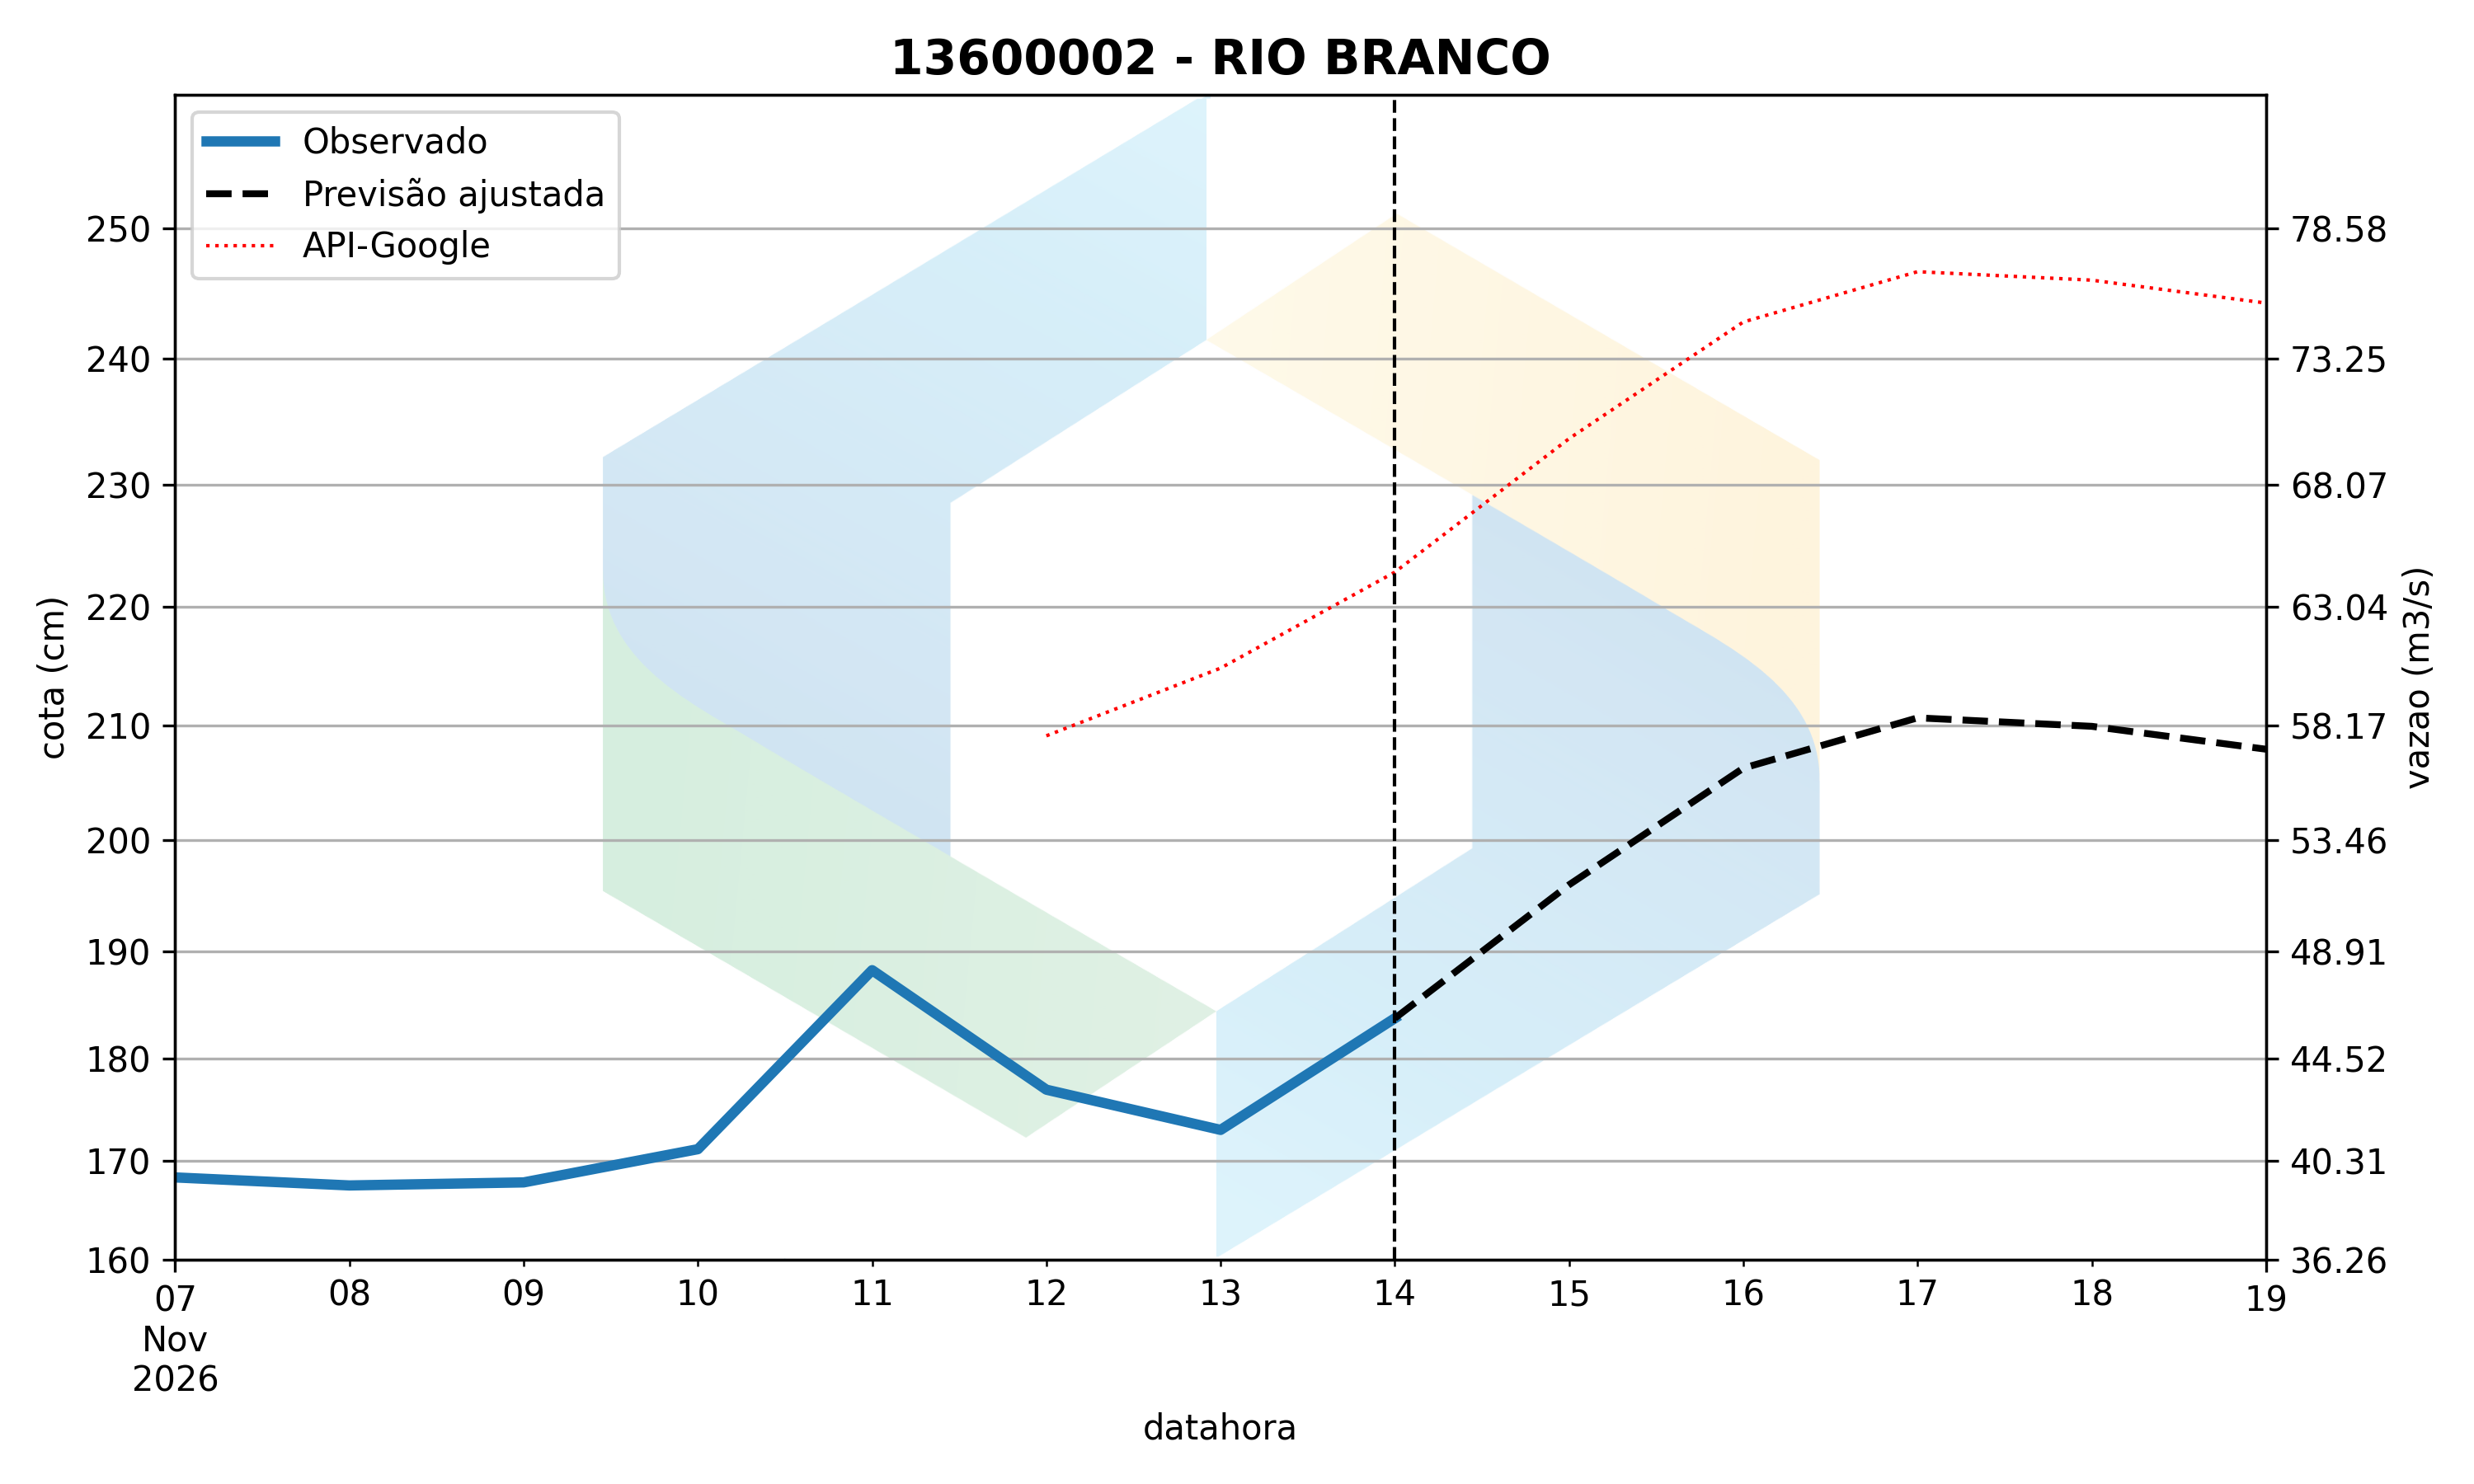 13600002 - RIO BRANCO
Observado
Previsão ajustada
API-Google
250
240
230
220
210
200
190
180
170
160
cota (cm)
78.58
73.25
68.07
63.04
58.17
53.46
48.91
44.52
40.31
36.26
vazao (m3/s)
07 08 09 10 11 12 13 14 15 16 17 18 19
Nov
2026
datahora